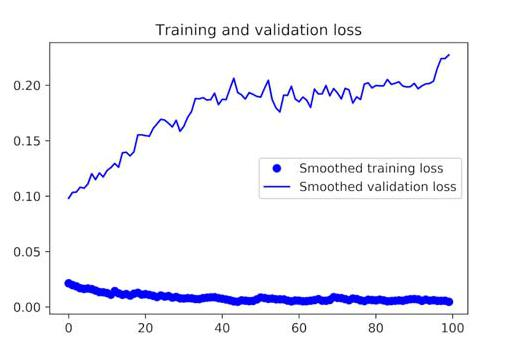 Training and validation loss
0.20
0.15
0.10
0.05
0.00
Smoothed training loss
Smoothed validation loss
0 20 40 60 80 100